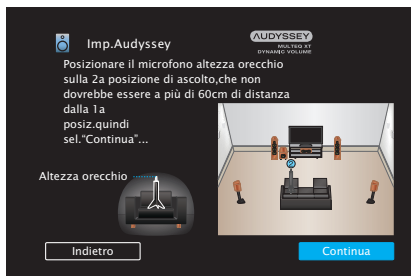 Imp.Audyssey
AUDYSSEY
MULTEQ XT
DYNAMIC VOLUME
Posizionare il microfono altezza orecchio
sulla 2a posizione di ascolto,che non
dovrebbe essere a più di 60cm di distanza
dalla 1a
posiz.quindi
sel.“Continua”...
Altezza orecchio
Indietro
Continua